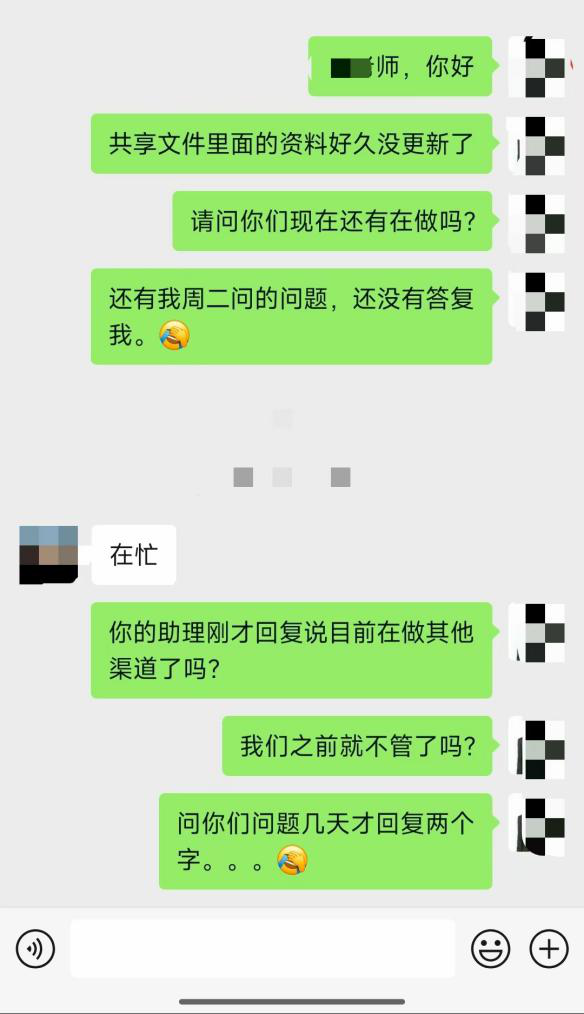 师，你好
共享文件里面的资料好久没更新了
请问你们现在还有在做吗？
还有我周二问的问题，还没有答复
我。🤣
在忙
你的助理刚才回复说目前在做其他
渠道了吗？
我们之前就不管了吗？
问你们问题几天才回复两个
字。。。🤣